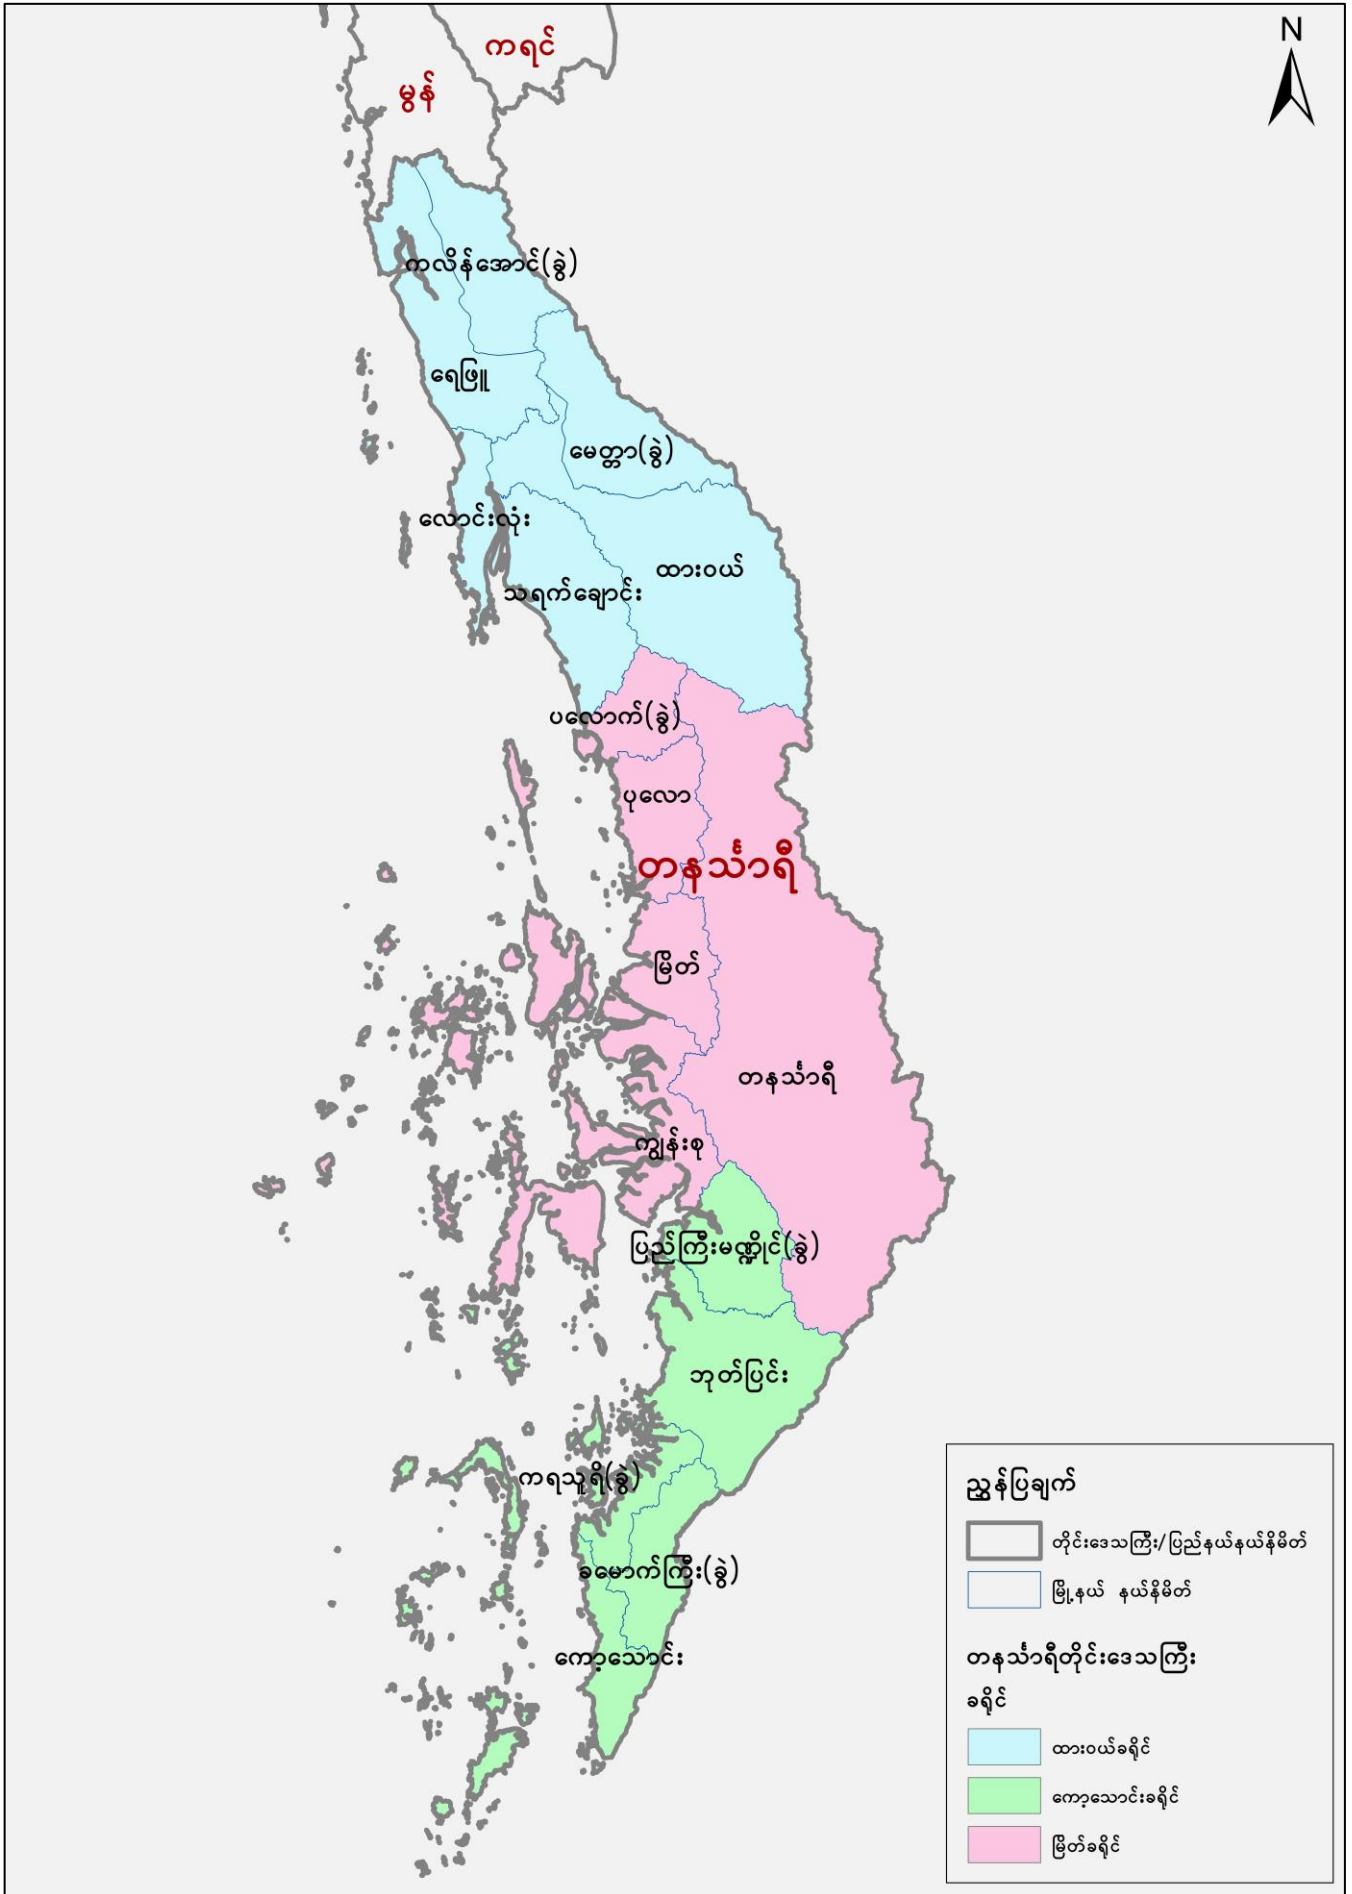 N
ကရင်
မွန်
ကလိန်အောင်(ခွဲ)
ရေဖြူ
မေတ္တာ(ခွဲ)
လောင်းလုံး
ထားဝယ်
သရက်ချောင်း
ပလောက်(ခွဲ)
ပုလော
တနင်္သာရီ
မြိတ်
တနင်္သာရီ
ကျွန်းစု
ပြည်ကြီးမဏ္ဍိုင်(ခွဲ)
ဘုတ်ပြင်း
ကရသူရိ(ခွဲ)
ခမောက်ကြီး(ခွဲ)
ကော့သောင်း
ညွှန်ပြချက်
တိုင်းဒေသကြီး/ပြည်နယ်နယ်နိမိတ်
မြို့နယ် နယ်နိမိတ်
တနင်္သာရီတိုင်းဒေသကြီး
ခရိုင်
ထားဝယ်ခရိုင်
ကော့သောင်းခရိုင်
မြိတ်ခရိုင်